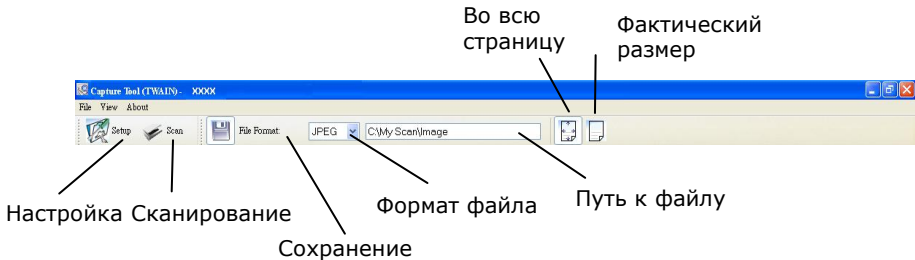 Во всю
страницу
Фактический
размер
Capture Tool (TWAIN) - XXXX
File View About
Setup Scan File Format: JPEG C:\My Scan\Image
Настройка Сканирование
Формат файла
Путь к файлу
Сохранение